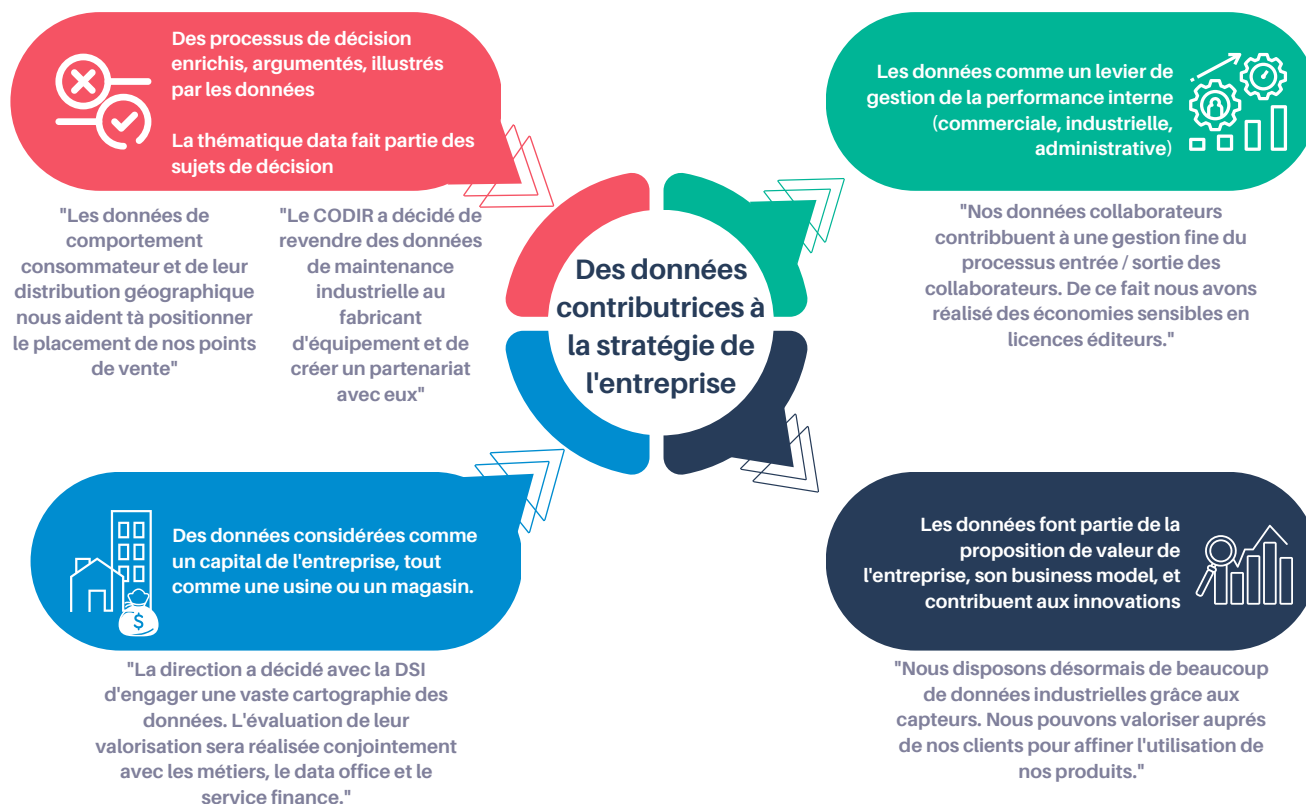 Des processus de décision
enrichis, argumentés, illustrés
par les données
La thématique data fait partie des
sujets de décision
"Les données de
comportement
consommateur et de leur
distribution géographique
nous aident tà positionner
le placement de nos points
de vente"
"Le CODIR a décidé de
revendre des données
de maintenance
industrielle au
fabricant
d'équipement et de
créer un partenariat
avec eux"
Les données comme un levier de
gestion de la performance interne
(commerciale, industrielle,
administrative)
"Nos données collaborateurs
contribbuent à une gestion fine du
processus entrée / sortie des
collaborateurs. De ce fait nous avons
réalisé des économies sensibles en
licences éditeurs."
Des données
contributrices à
la stratégie de
l'entreprise
Des données considérées comme
un capital de l'entreprise, tout
comme une usine ou un magasin.
$
"La direction a décidé avec la DSI
d'engager une vaste cartographie des
données. L'évaluation de leur
valorisation sera réalisée conjointement
avec les métiers, le data office et le
service finance."
Les données font partie de la
proposition de valeur de
l'entreprise, son business model, et
contribuent aux innovations
"Nous disposons désormais de beaucoup
de données industrielles grâce aux
capteurs. Nous pouvons valoriser auprés
de nos clients pour affiner l'utilisation de
nos produits."